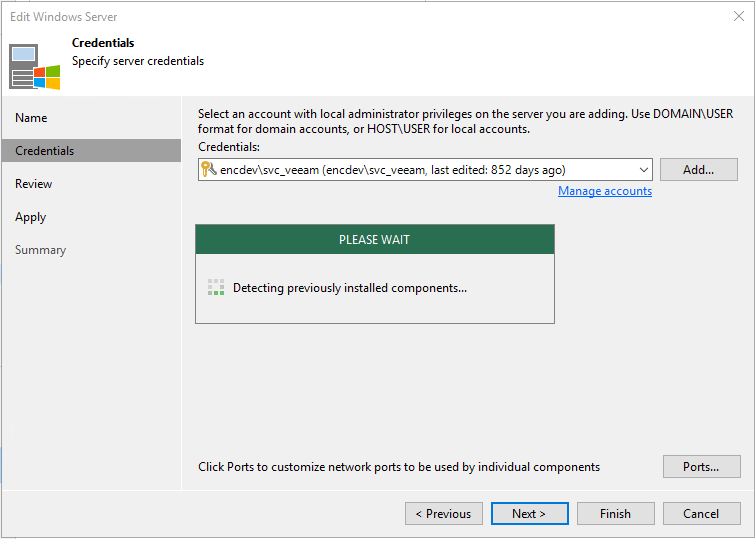 Edit Windows Server
Credentials
Specify server credentials
Name
Credentials
Review
Apply
Summary
Select an account with local administrator privileges on the server you are adding. Use DOMAIN\USER
format for domain accounts, or HOST\USER for local accounts.
Credentials:
encdev\svc_veeam (encdev\svc_veeam, last edited: 852 days ago)
Add...
Manage accounts
PLEASE WAIT
Detecting previously installed components...
Click Ports to customize network ports to be used by individual components
Ports...
< Previous
Next >
Finish
Cancel